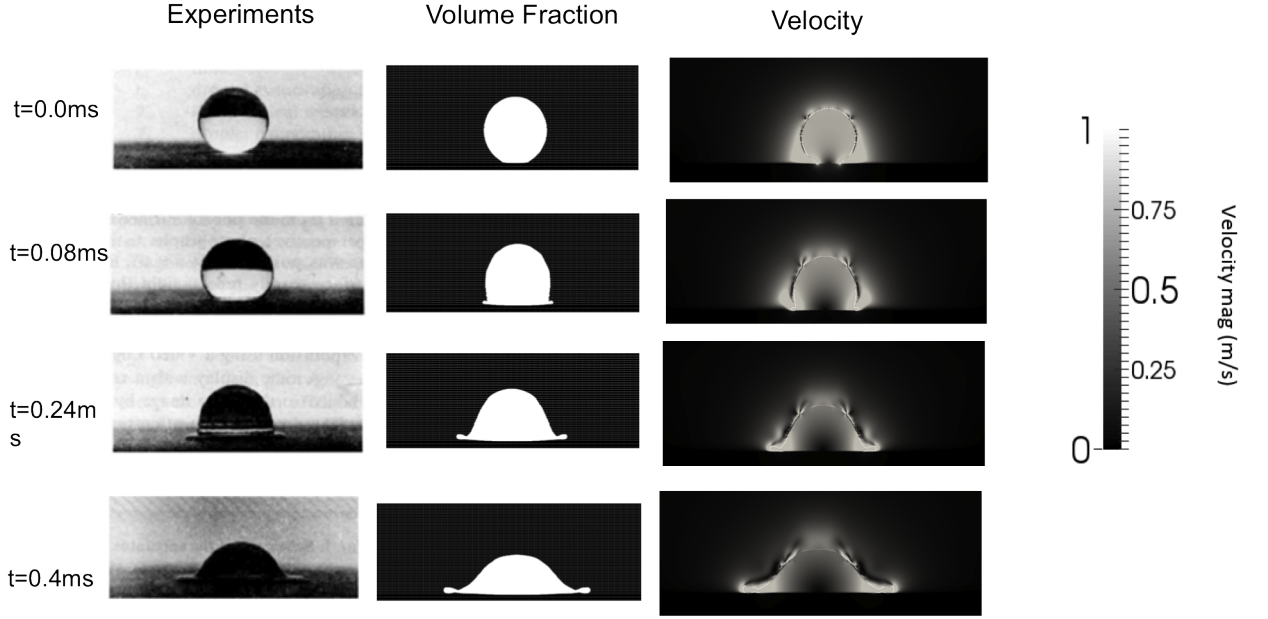 Experiments
Volume Fraction
Velocity
t=0.0ms
t=0.08ms
t=0.24m
s
t=0.4ms
1
0.75
0.5
0.25
0
Velocity mag (m/s)